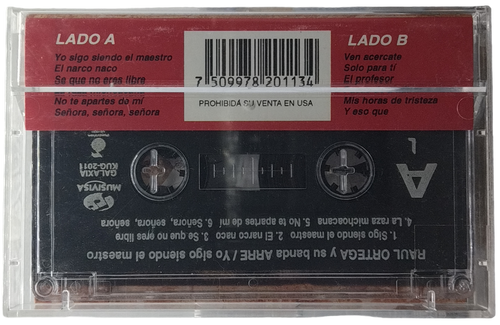 LADO A
Yo sigo siendo el maestro
El narco naco
Se que no eres libre
No te apartes de mí
Señora, señora, señora
7 509978 201134
PROHIBIDA SU VENTA EN USA
LADO B
Ven acercate
Solo para tí
El profesor
Mis horas de tristeza
Y eso que
RAUL ORTEGA y su banda ARRE / Yo sigo siendo el maestro
1. Sigo siendo el maestro 2. El narco naco 3. Se que no eres libre
4. La raza michoacana 5. No te apartes de mí 6. Señora, Señora, señora
A
MUSIVISA
GALAXIA
KUG-2011